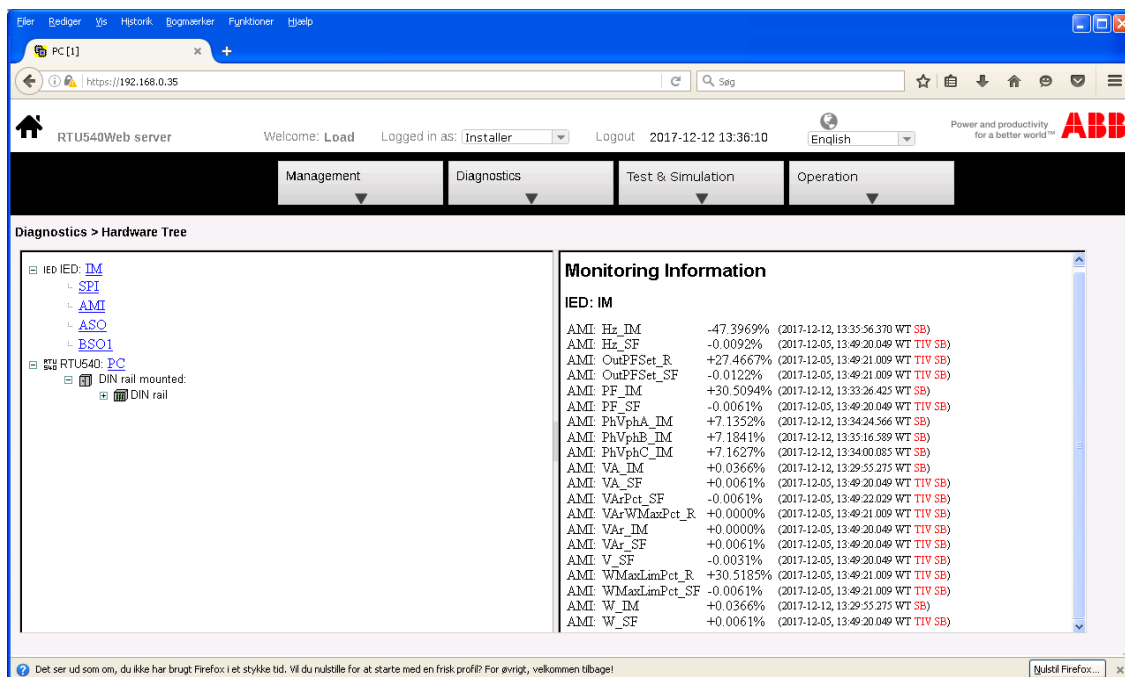 Filer Rediger Vis Historik Bogmærker Funktioner Hjælp
PC [1]
https://192.168.0.35
Søg
RTU540Web server Welcome: Load Logged in as: Installer Logout 2017-12-12 13:36:10 English Power and productivity for a better world™ ABB
Management Diagnostics Test & Simulation Operation
Diagnostics > Hardware Tree
IED IED: IM
SPI
AMI
ASO
BSO1
RTU 540 RTU540: PC
DIN rail mounted:
DIN rail
Monitoring Information
IED: IM
AMI: Hz_IM -47.3969% (2017-12-12, 13:35:56.370 WT SB)
AMI: Hz_SF -0.0092% (2017-12-05, 13:49:20.049 WT TIV SB)
AMI: OutPFSet_R +27.4667% (2017-12-05, 13:49:21.009 WT TIV SB)
AMI: OutPFSet_SF -0.0122% (2017-12-05, 13:49:21.009 WT TIV SB)
AMI: PF_IM +30.5094% (2017-12-12, 13:33:26.425 WT SB)
AMI: PF_SF -0.0061% (2017-12-05, 13:49:20.049 WT TIV SB)
AMI: PhVphA_IM +7.1352% (2017-12-12, 13:34:24.566 WT SB)
AMI: PhVphB_IM +7.1841% (2017-12-12, 13:35:16.589 WT SB)
AMI: PhVphC_IM +7.1627% (2017-12-12, 13:34:00.085 WT SB)
AMI: VA_IM +0.0366% (2017-12-12, 13:29:55.275 WT SB)
AMI: VA_SF +0.0061% (2017-12-05, 13:49:20.049 WT TIV SB)
AMI: VArPct_SF -0.0061% (2017-12-05, 13:49:22.029 WT TIV SB)
AMI: VArWMaxPct_R +0.0000% (2017-12-05, 13:49:21.009 WT TIV SB)
AMI: VAr_IM +0.0000% (2017-12-05, 13:49:20.049 WT TIV SB)
AMI: VAr_SF +0.0061% (2017-12-05, 13:49:20.049 WT TIV SB)
AMI: V_SF -0.0031% (2017-12-05, 13:49:20.049 WT TIV SB)
AMI: WMaxLimPct_R +30.5185% (2017-12-05, 13:49:21.009 WT TIV SB)
AMI: WMaxLimPct_SF -0.0061% (2017-12-05, 13:49:21.009 WT TIV SB)
AMI: W_IM +0.0366% (2017-12-12, 13:29:55.275 WT SB)
AMI: W_SF +0.0061% (2017-12-05, 13:49:20.049 WT TIV SB)
Det ser ud som om, du ikke har brugt Firefox i et stykke tid. Vil du nulstille for at starte med en frisk profil? For øvrigt, velkommen tilbage! Nulstil Firefox...